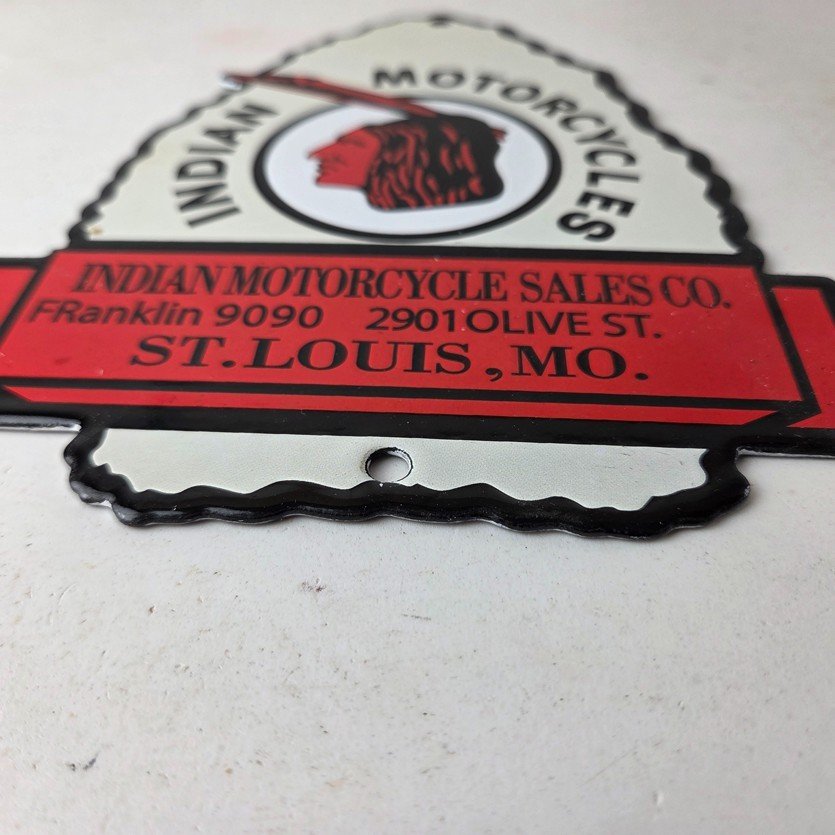 INDIAN MOTORCYCLES
INDIAN MOTORCYCLE SALES CO.
FRanklin 9090 2901 OLIVE ST.
ST. LOUIS, MO.